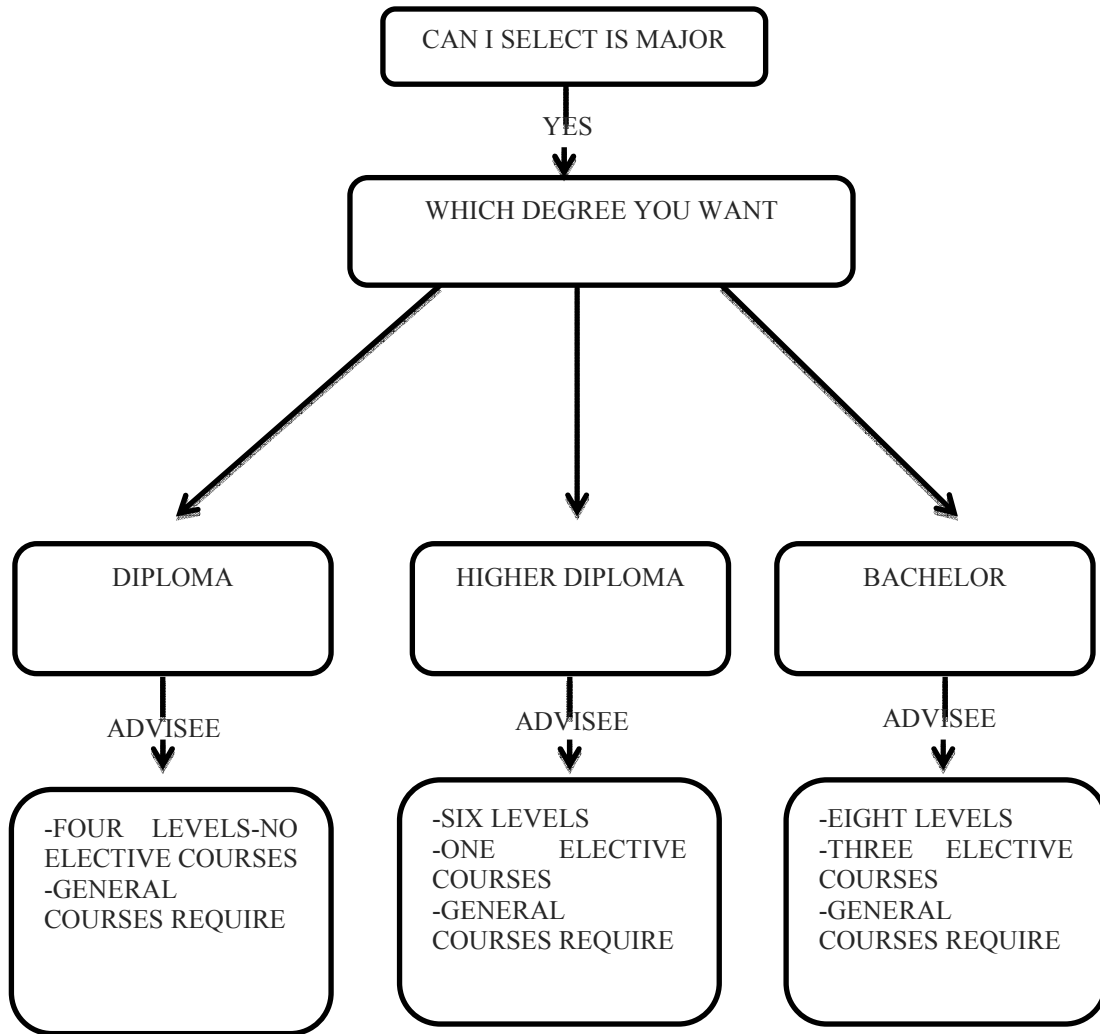 CAN I SELECT IS MAJOR
YES
WHICH DEGREE YOU WANT
DIPLOMA
HIGHER DIPLOMA
BACHELOR
ADVISEE
ADVISEE
ADVISEE
-FOUR LEVELS-NO
ELECTIVE COURSES
-GENERAL
COURSES REQUIRE
-SIX LEVELS
-ONE ELECTIVE
COURSES
-GENERAL
COURSES REQUIRE
-EIGHT LEVELS
-THREE ELECTIVE
COURSES
-GENERAL
COURSES REQUIRE